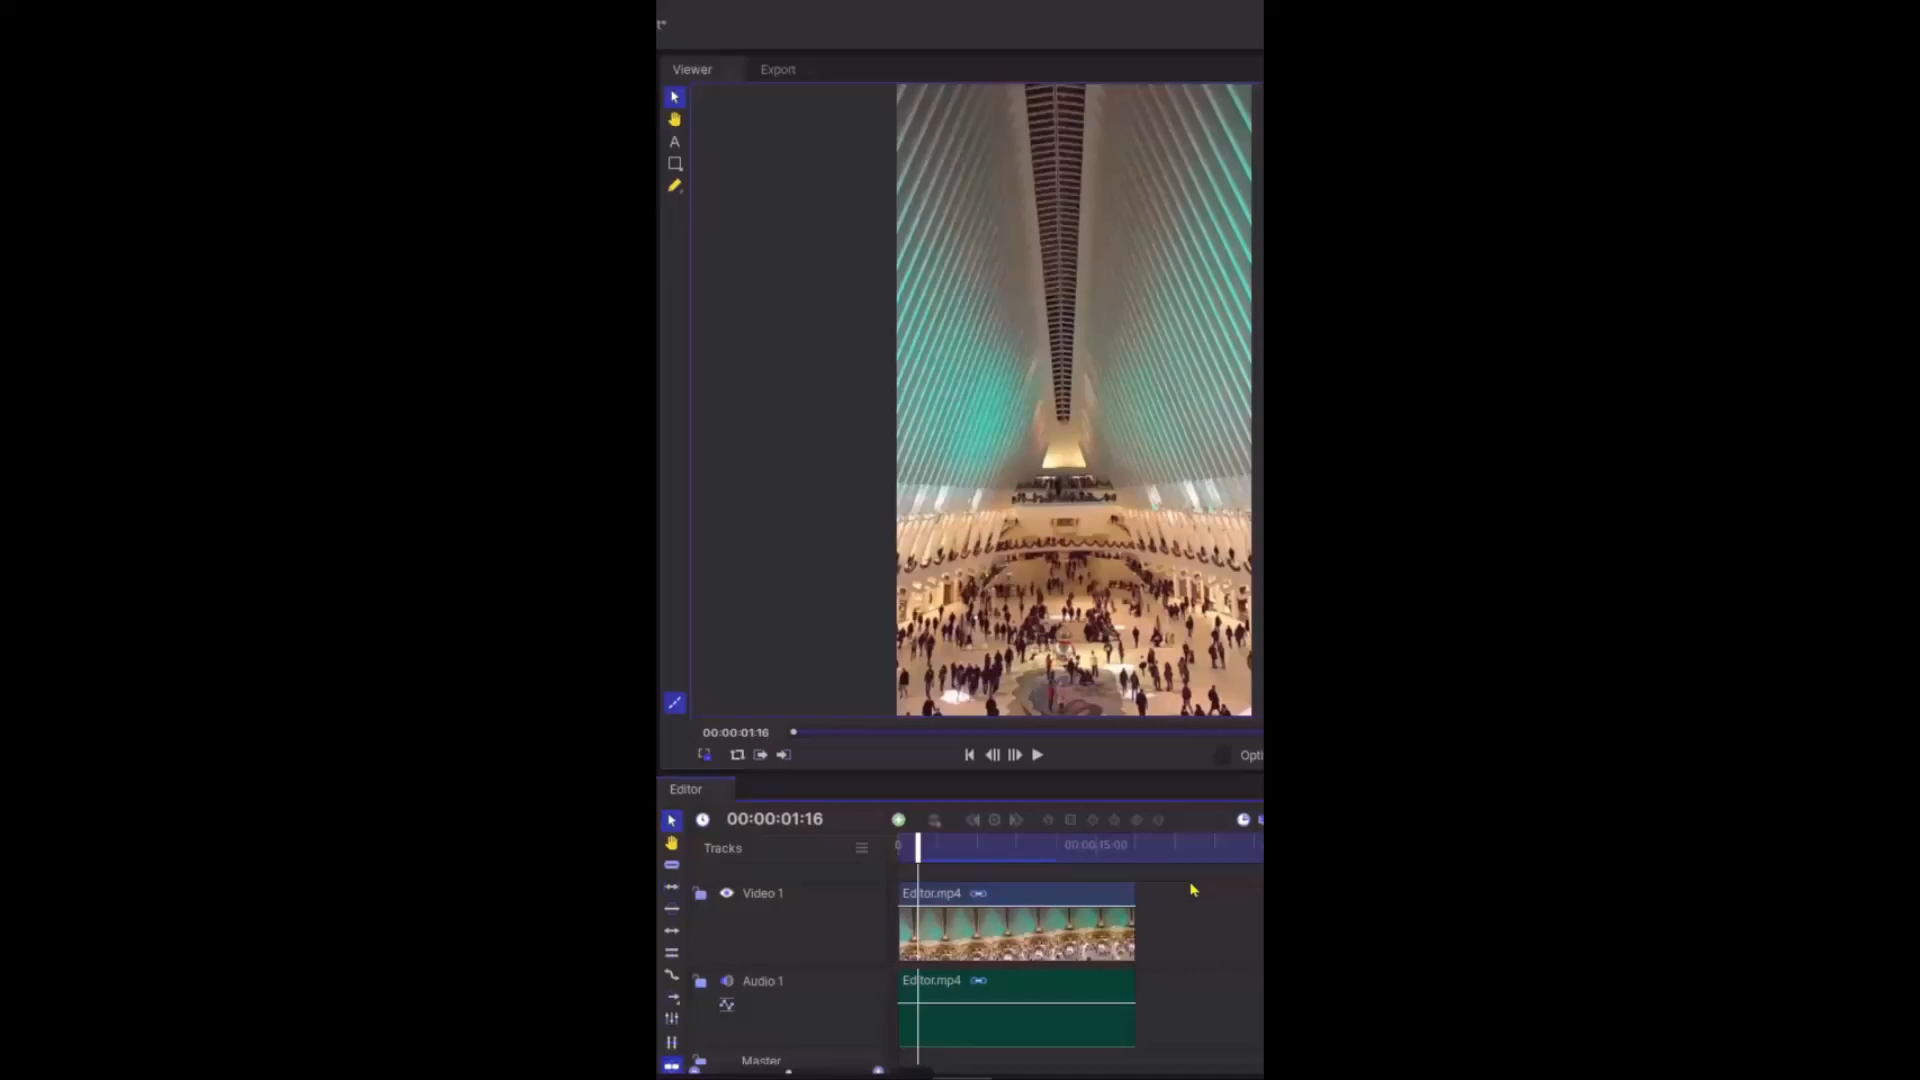 Viewer Export
A
00:00:01:16
Opti
Editor
00:00:01:16
0 00:00:15:00
Tracks
Video 1 Editor.mp4
Audio 1 Editor.mp4
Master